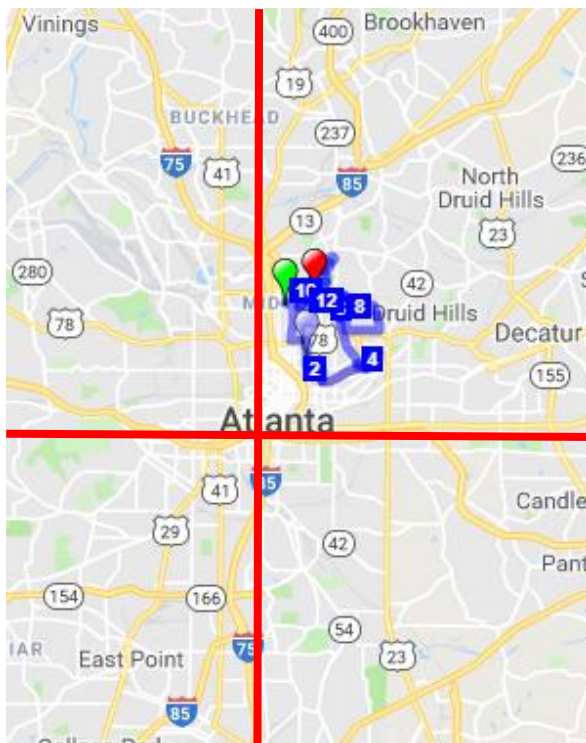 Vinings
400
Brookhaven
19
BUCKHEAD
237
75
41
85
236
North
Druid Hills
13
23
280
42
10
12
8
MID
Druid Hills
78
78
Decatur
4
2
155
Atlanta
41
85
Candle
29
42
Pant
154
166
54
IAR
75
East Point
23
85